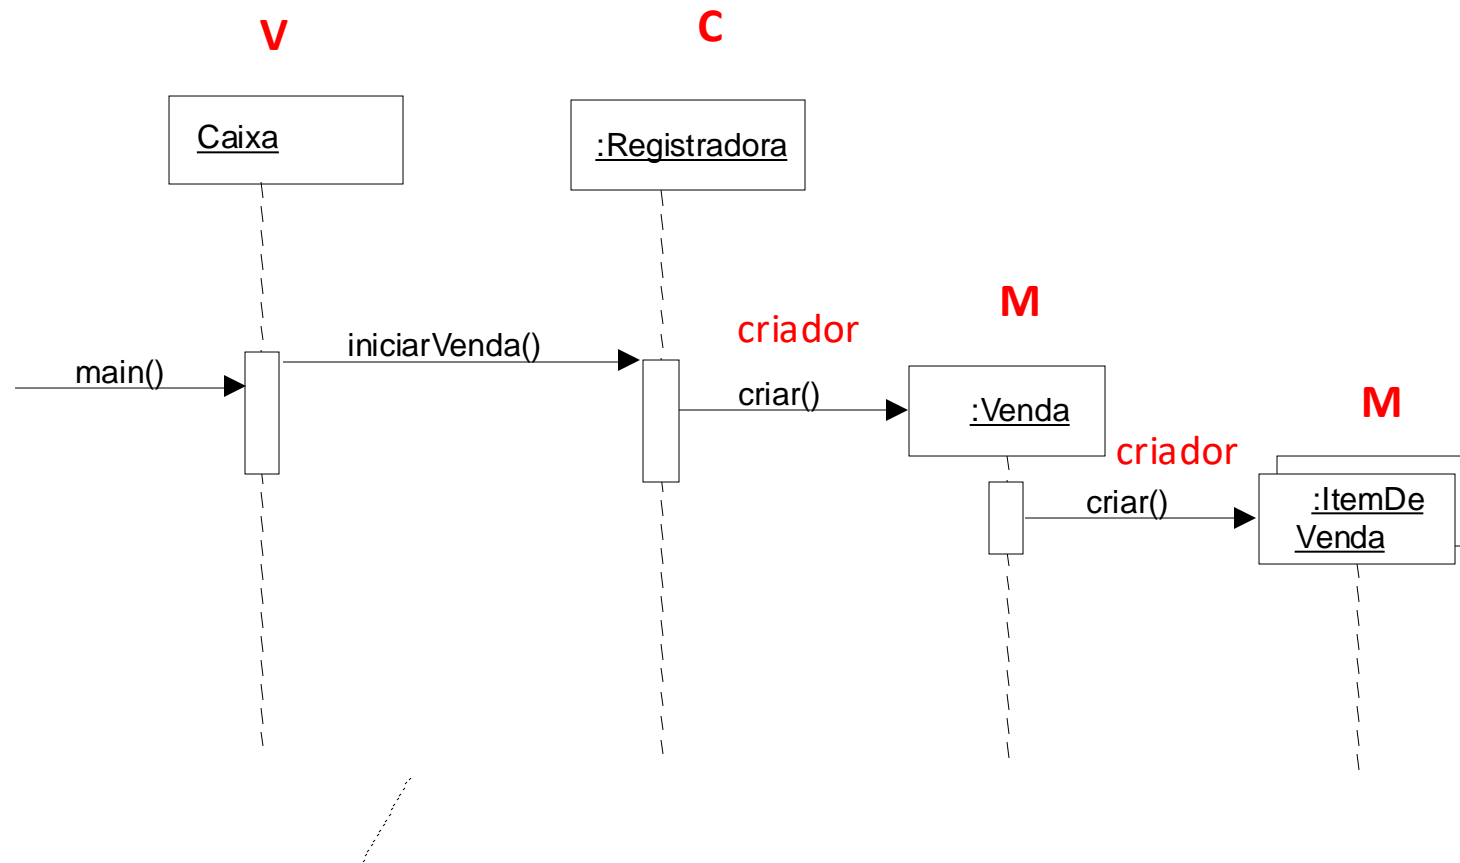 V
C
Caixa
:Registradora
M
criador
iniciarVenda()
main()
criar()
:Venda
M
criador
criar()
:ItemDe
Venda